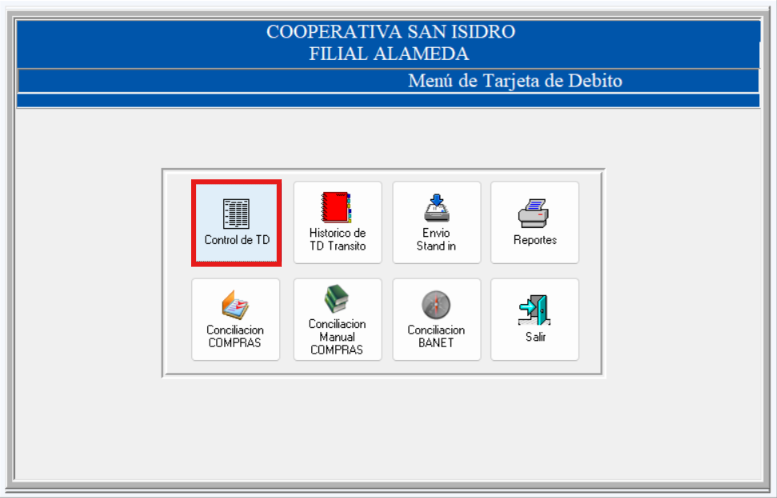 COOPERATIVA SAN ISIDRO
FILIAL ALAMEDA
Menú de Tarjeta de Debito
Control de TD
Historico de
TD Transito
Envio
Stand in
Reportes
Conciliacion
COMPRAS
Conciliacion
Manual
COMPRAS
Conciliacion
BANET
Salir